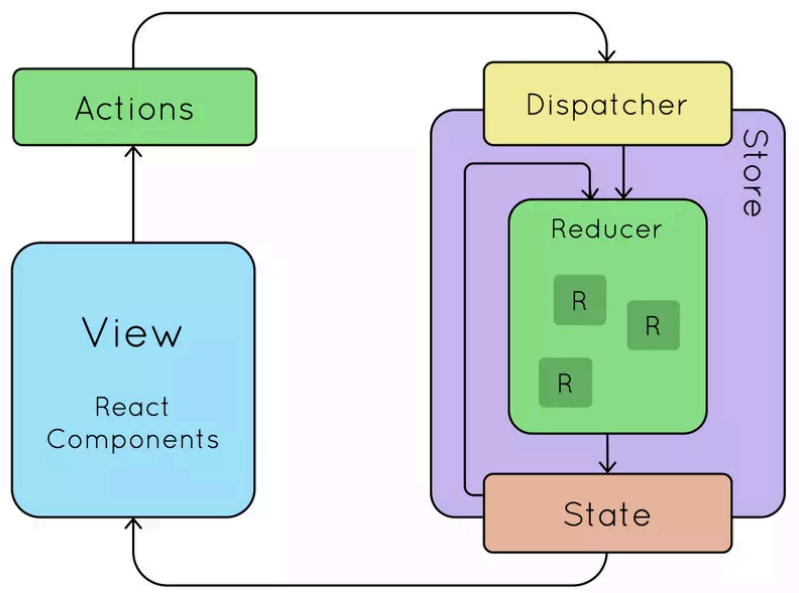 Actions
Dispatcher
Store
Reducer
R
R
R
View
React
Components
State